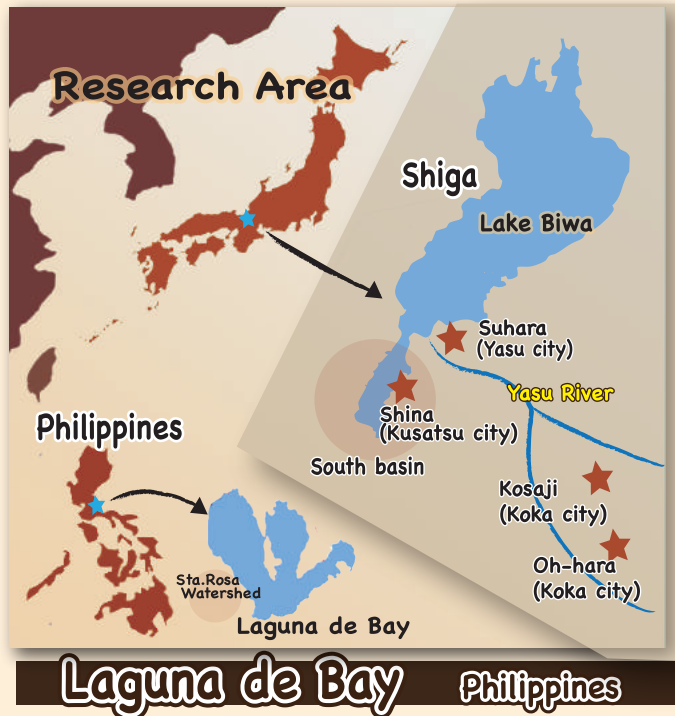 Research Area
Shiga
Lake Biwa
Suhara
(Yasu city)
Yasu River
Shina
(Kusatsu city)
South basin
Kosaji
(Koka city)
Oh-hara
(Koka city)
Philippines
Sta.Rosa
Watershed
Laguna de Bay
Laguna de Bay Philippines